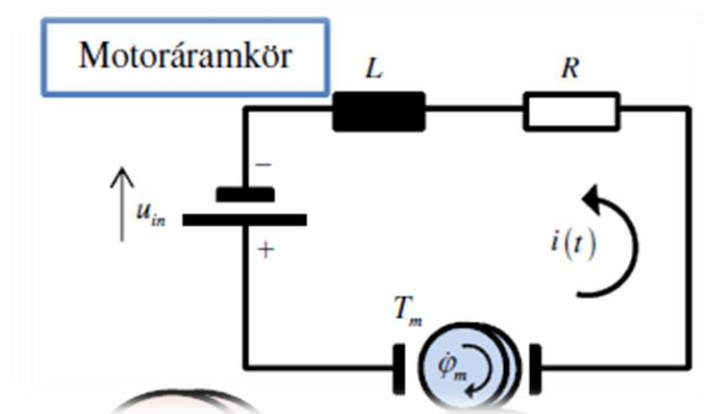 Motoráramkör
L
R
−
u_in
+
i(t)
T_m
φ̇_m